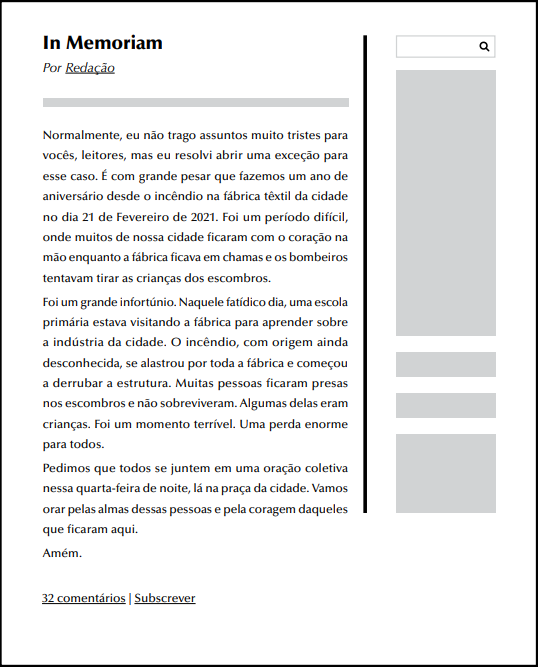 In Memoriam
Por Redação
Normalmente, eu não trago assuntos muito tristes para
vocês, leitores, mas eu resolvi abrir uma exceção para
esse caso. É com grande pesar que fazemos um ano de
aniversário desde o incêndio na fábrica têxtil da cidade
no dia 21 de Fevereiro de 2021. Foi um período difícil,
onde muitos de nossa cidade ficaram com o coração na
mão enquanto a fábrica ficava em chamas e os bombeiros
tentavam tirar as crianças dos escombros.
Foi um grande infortúnio. Naquele fatídico dia, uma escola
primária estava visitando a fábrica para aprender sobre
a indústria da cidade. O incêndio, com origem ainda
desconhecida, se alastrou por toda a fábrica e começou
a derrubar a estrutura. Muitas pessoas ficaram presas
nos escombros e não sobreviveram. Algumas delas eram
crianças. Foi um momento terrível. Uma perda enorme
para todos.
Pedimos que todos se juntem em uma oração coletiva
nessa quarta-feira de noite, lá na praça da cidade. Vamos
orar pelas almas dessas pessoas e pela coragem daqueles
que ficaram aqui.
Amém.
32 comentários | Subscrever